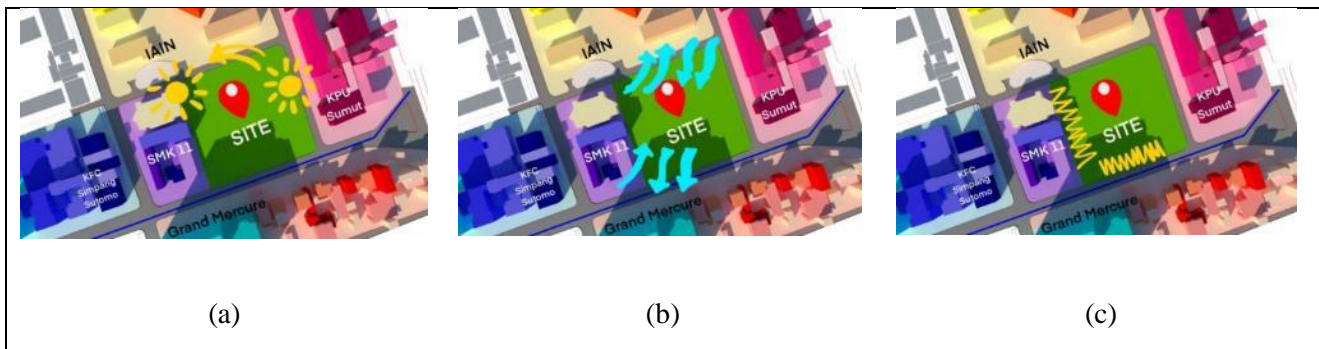 IAIN
KPU
Sumut
SITE
SMK 11
KFC
Simpang
Sutomo
Grand Mercure
IAIN
KPU
Sumut
SITE
SMK 11
KFC
Simpang
Sutomo
Grand Mercure
IAIN
KPU
Sumut
SITE
SMK 11
KFC
Simpang
Sutomo
Grand Mercure
(a)
(b)
(c)